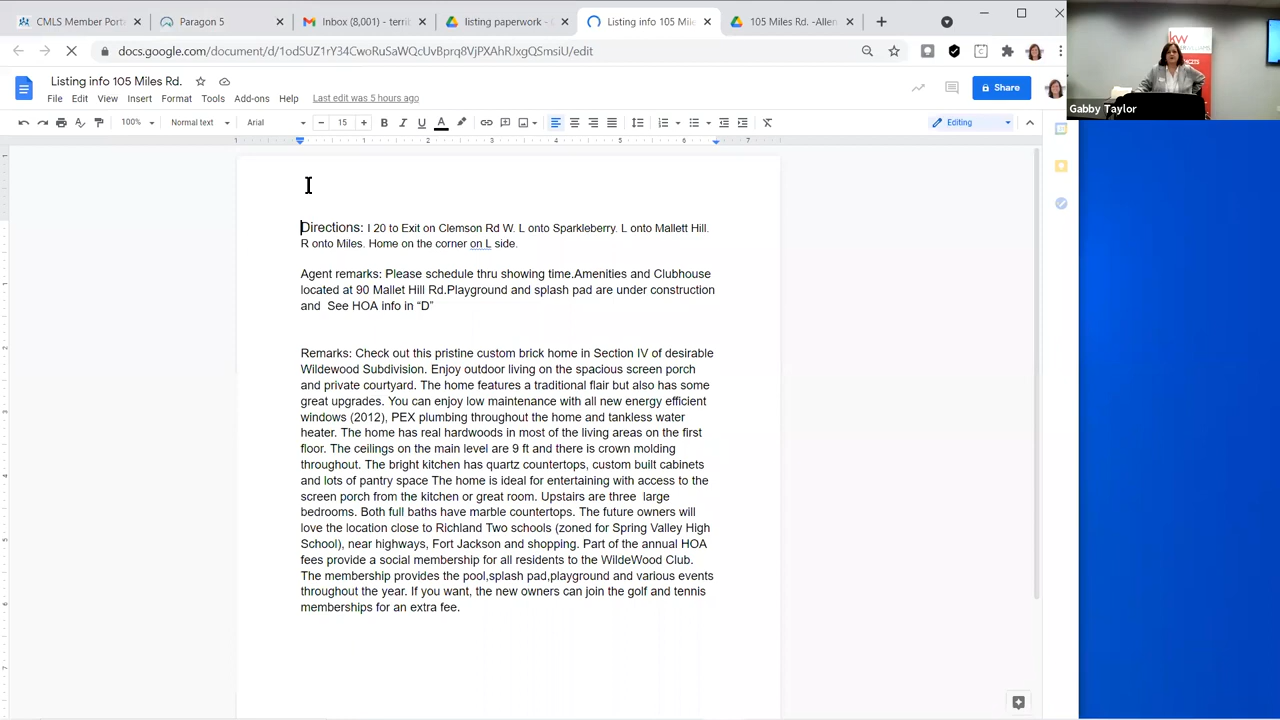 CMLS Member Porta
Paragon 5
Inbox (8,001) - terrib
listing paperwork - G
Listing info 105 Mile
105 Miles Rd. -Allen
docs.google.com/document/d/1odSUZ1rY34CwoRuSaWQcUvBprq8VjPXAhRJxgQSmsiU/edit
Listing info 105 Miles Rd.
File Edit View Insert Format Tools Add-ons Help Last edit was 5 hours ago
Share
Gabby Taylor
kw
100% Normal text Arial 15 Editing
1 1 2 3 4 5 6 7
Directions: I 20 to Exit on Clemson Rd W. L onto Sparkleberry. L onto Mallett Hill.
R onto Miles. Home on the corner on L side.
Agent remarks: Please schedule thru showing time.Amenities and Clubhouse
located at 90 Mallet Hill Rd.Playground and splash pad are under construction
and See HOA info in “D”
Remarks: Check out this pristine custom brick home in Section IV of desirable
Wildewood Subdivision. Enjoy outdoor living on the spacious screen porch
and private courtyard. The home features a traditional flair but also has some
great upgrades. You can enjoy low maintenance with all new energy efficient
windows (2012), PEX plumbing throughout the home and tankless water
heater. The home has real hardwoods in most of the living areas on the first
floor. The ceilings on the main level are 9 ft and there is crown molding
throughout. The bright kitchen has quartz countertops, custom built cabinets
and lots of pantry space The home is ideal for entertaining with access to the
screen porch from the kitchen or great room. Upstairs are three large
bedrooms. Both full baths have marble countertops. The future owners will
love the location close to Richland Two schools (zoned for Spring Valley High
School), near highways, Fort Jackson and shopping. Part of the annual HOA
fees provide a social membership for all residents to the WildeWood Club.
The membership provides the pool,splash pad,playground and various events
throughout the year. If you want, the new owners can join the golf and tennis
memberships for an extra fee.